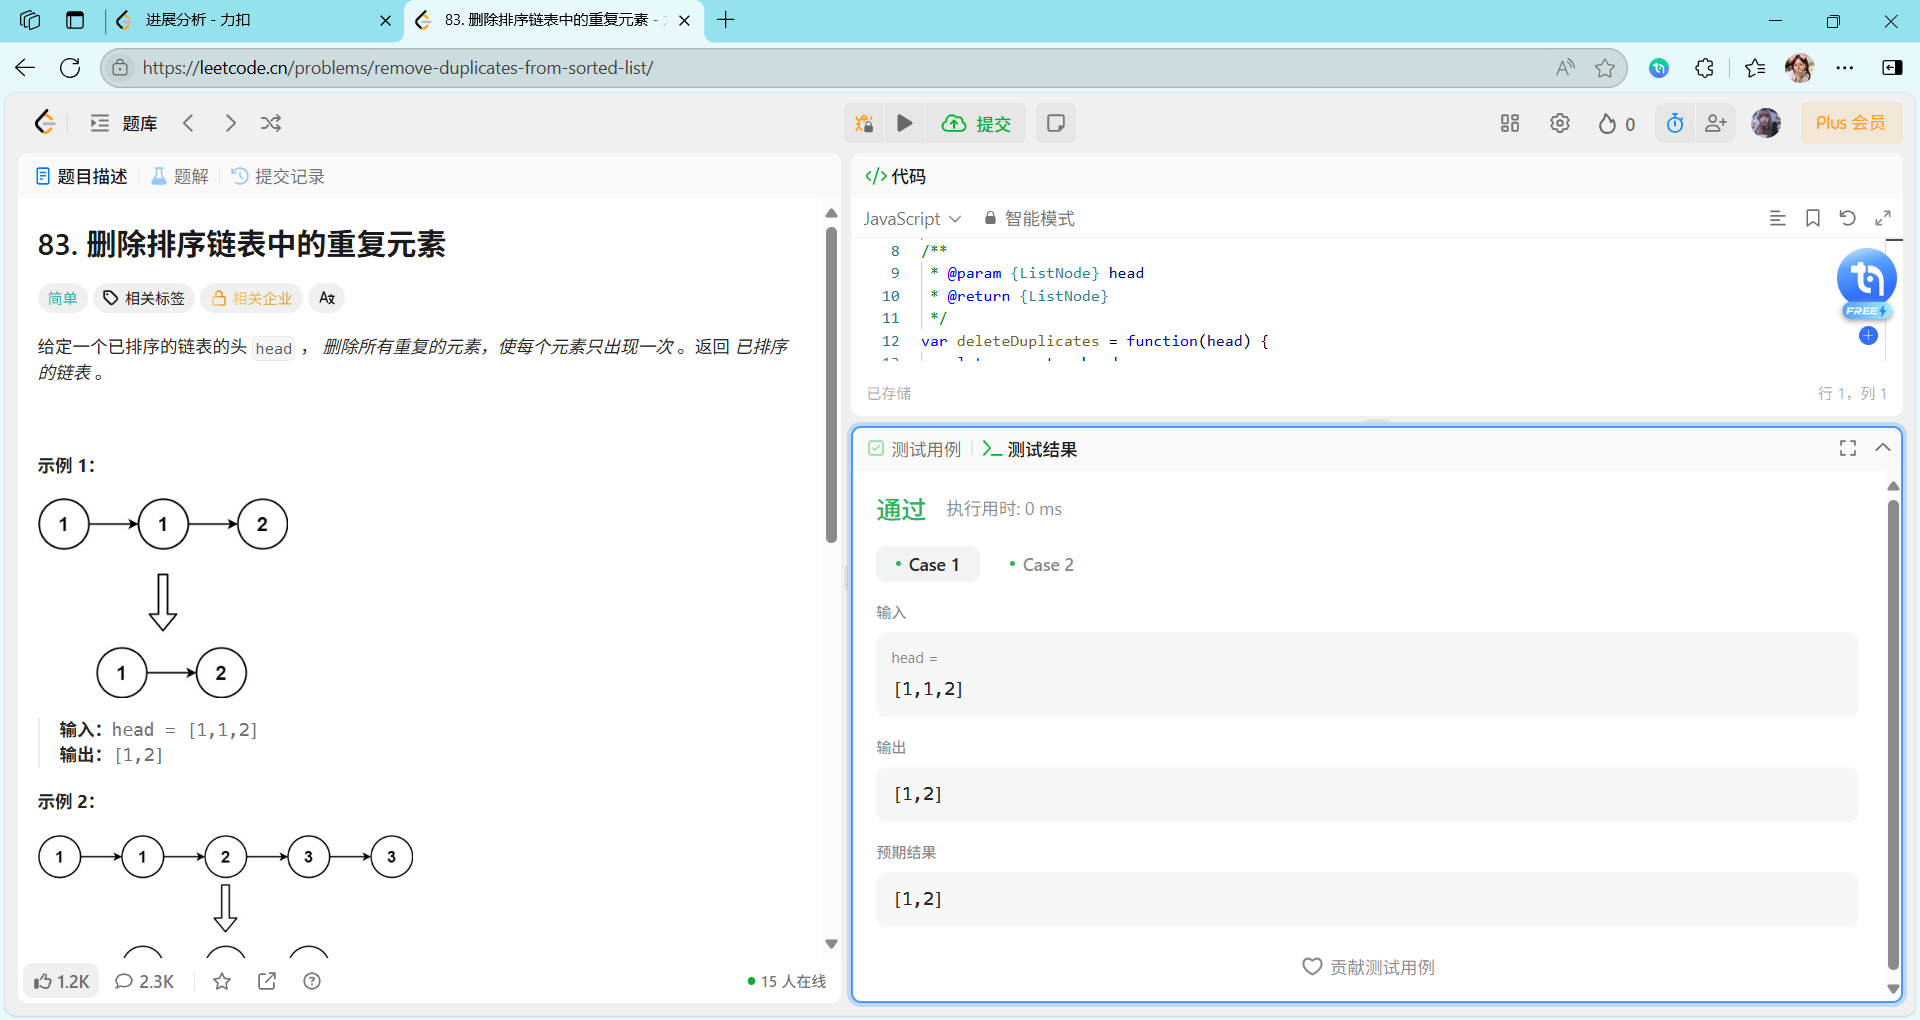 进展分析 - 力扣
83. 删除排序链表中的重复元素 -
https://leetcode.cn/problems/remove-duplicates-from-sorted-list/
题库
提交
0
Plus 会员
题目描述
题解
提交记录
83. 删除排序链表中的重复元素
简单
相关标签
相关企业
给定一个已排序的链表的头 head ， 删除所有重复的元素，使每个元素只出现一次 。返回 已排序
的链表 。
示例 1：
1 1 2
1 2
输入：head = [1,1,2]
输出：[1,2]
示例 2：
1 1 2 3 3
1.2K
2.3K
15 人在线
</> 代码
JavaScript
智能模式
8 /**
9 * @param {ListNode} head
10 * @return {ListNode}
11 */
12 var deleteDuplicates = function(head) {
FREE
已存储
行 1，列 1
测试用例
测试结果
通过
执行用时: 0 ms
Case 1
Case 2
输入
head =
[1,1,2]
输出
[1,2]
预期结果
[1,2]
贡献测试用例